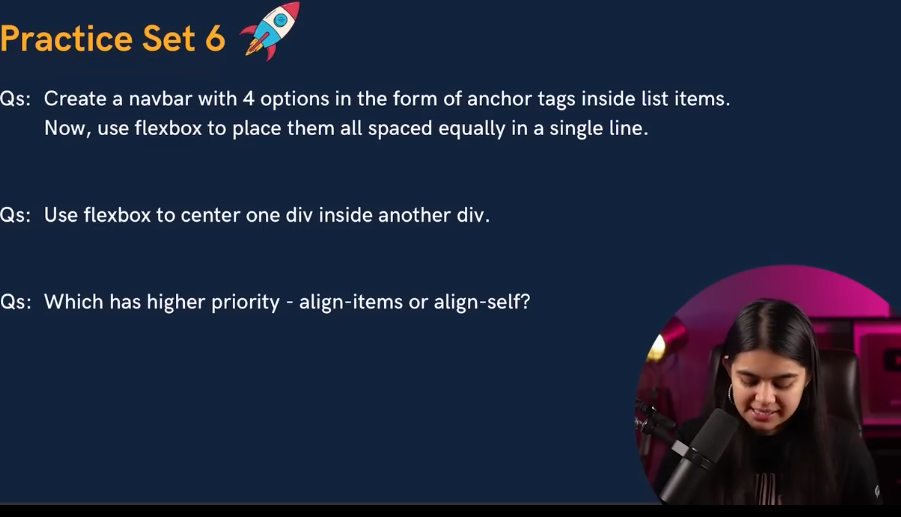 Practice Set 6
Qs: Create a navbar with 4 options in the form of anchor tags inside list items.
Now, use flexbox to place them all spaced equally in a single line.
Qs: Use flexbox to center one div inside another div.
Qs: Which has higher priority - align-items or align-self?